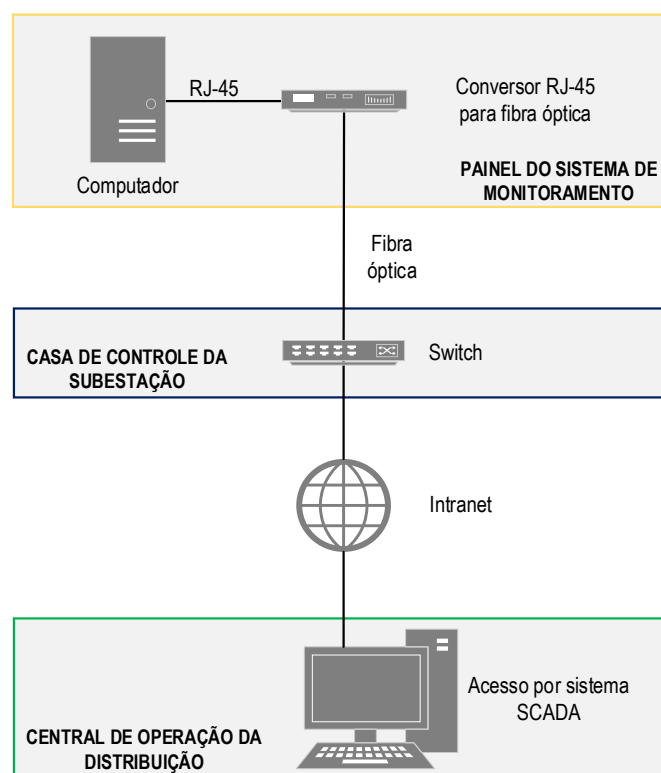 RJ-45
Conversor RJ-45
para fibra óptica
Computador
PAINEL DO SISTEMA DE
MONITORAMENTO
Fibra
óptica
CASA DE CONTROLE DA
SUBESTAÇÃO
Switch
Intranet
Acesso por sistema
SCADA
CENTRAL DE OPERAÇÃO DA
DISTRIBUIÇÃO